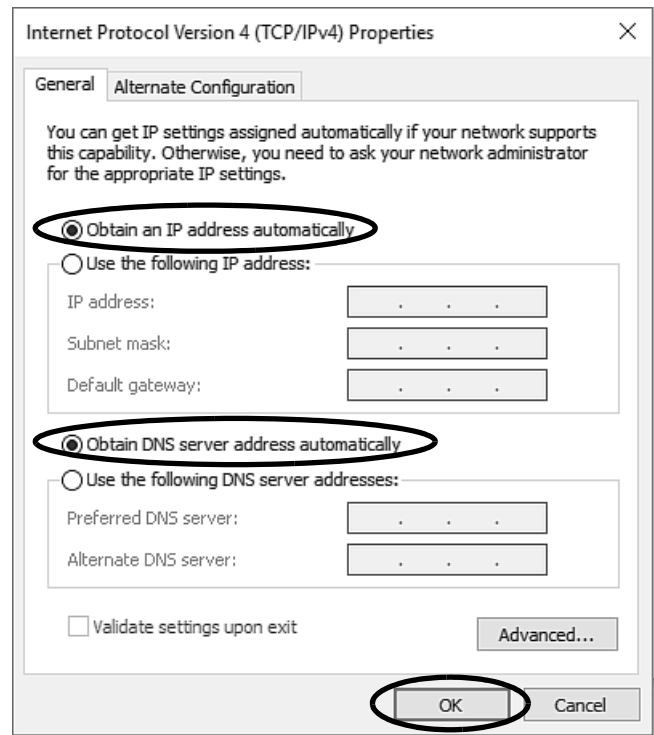 Internet Protocol Version 4 (TCP/IPv4) Properties
General
Alternate Configuration
You can get IP settings assigned automatically if your network supports
this capability. Otherwise, you need to ask your network administrator
for the appropriate IP settings.
Obtain an IP address automatically
Use the following IP address:
IP address:
Subnet mask:
Default gateway:
Obtain DNS server address automatically
Use the following DNS server addresses:
Preferred DNS server:
Alternate DNS server:
Validate settings upon exit
Advanced...
OK
Cancel